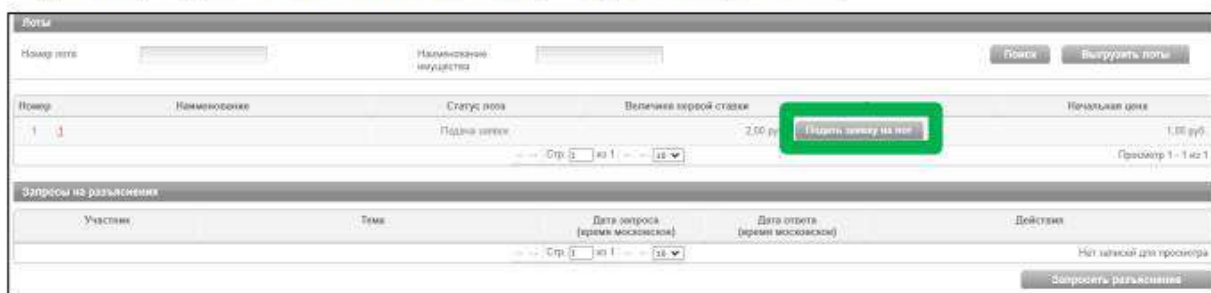 Лоты
Номер лота
Наименование имущества
Поиск
Выгрузить лоты
Номер Наименование Статус лота Величина первой ставки Начальная цена
1 1 Подача заявок 2,00 ру Подать заявку на лот 1,00 руб.
Стр. 1 из 1 10 Просмотр 1 - 1 из 1
Запросы на разъяснения
Участник Тема Дата запроса (время московское) Дата ответа (время московское) Действия
Стр. 1 из 1 10 Нет записей для просмотра
Запросить разъяснения